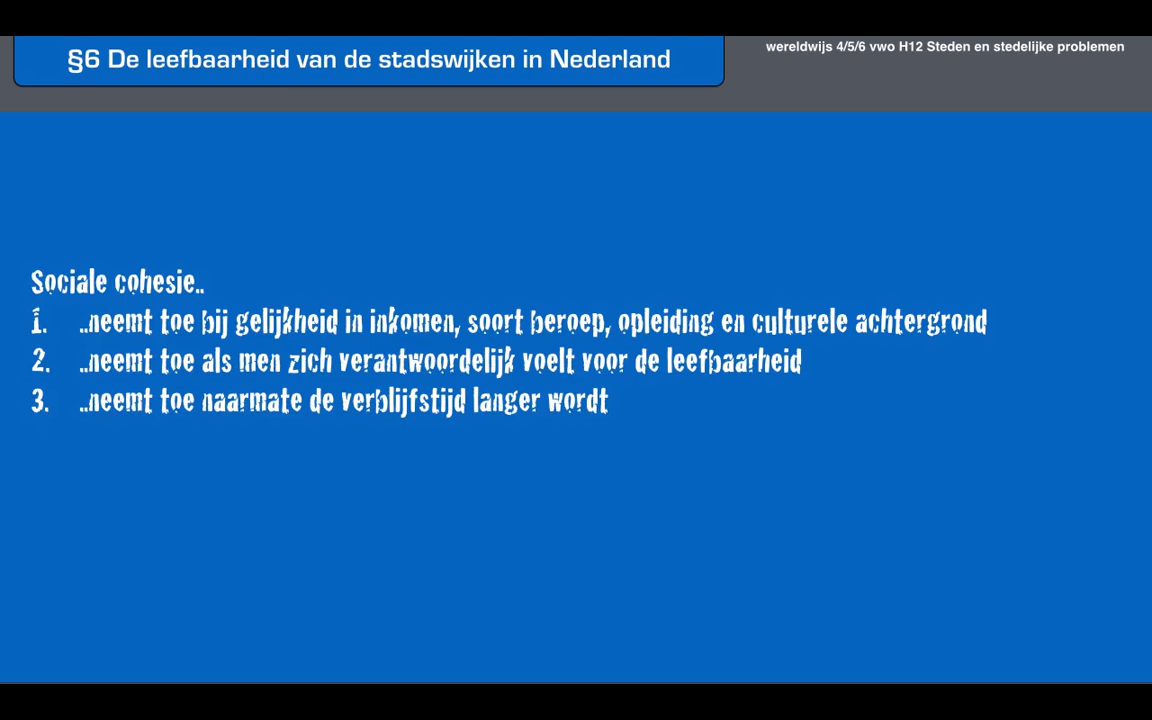 §6 De leefbaarheid van de stadswijken in Nederland
wereldwijs 4/5/6 vwo H12 Steden en stedelijke problemen
Sociale cohesie..
1. ..neemt toe bij gelijkheid in inkomen, soort beroep, opleiding en culturele achtergrond
2. ..neemt toe als men zich verantwoordelijk voelt voor de leefbaarheid
3. ..neemt toe naarmate de verblijfstijd langer wordt